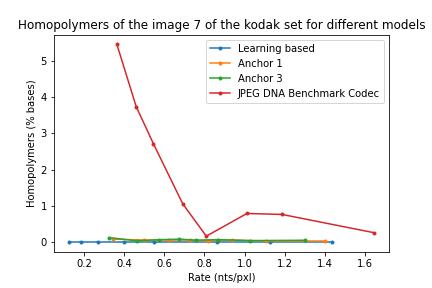 Homopolymers of the image 7 of the kodak set for different models
Homopolymers (% bases)
5
4
3
2
1
0
Learning based
Anchor 1
Anchor 3
JPEG DNA Benchmark Codec
0.2 0.4 0.6 0.8 1.0 1.2 1.4 1.6
Rate (nts/pxl)